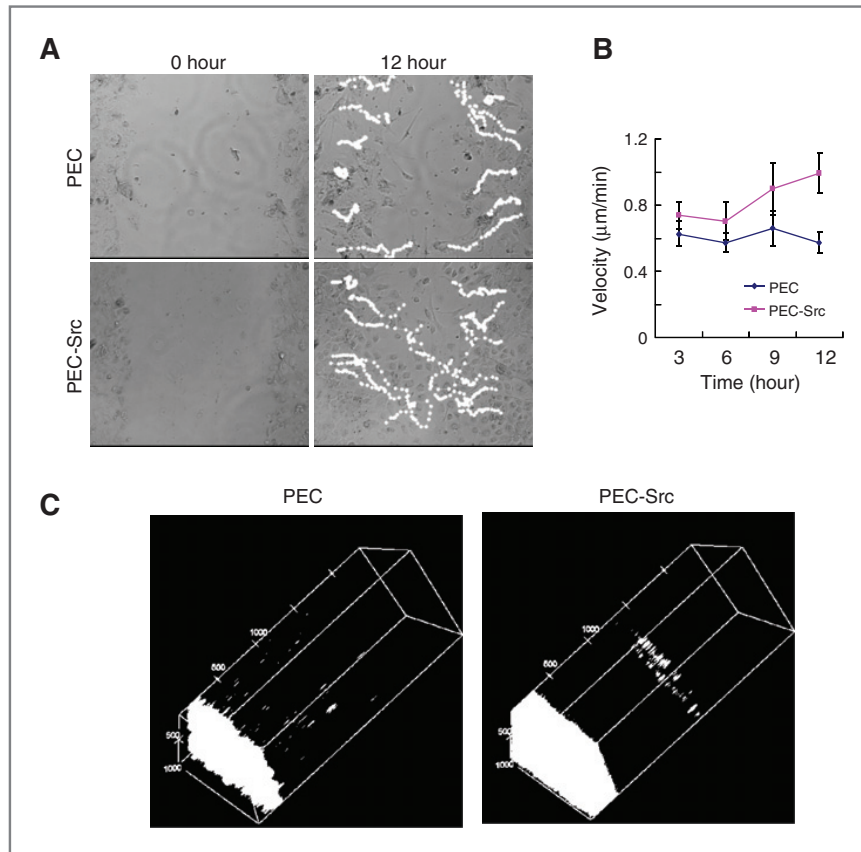 A
0 hour
12 hour
PEC
PEC-Src
B
Velocity (μm/min)
1.2
0.8
0.4
0
PEC
PEC-Src
3 6 9 12
Time (hour)
C
PEC
PEC-Src
1000
500
500
1000
1000
500
500
1000